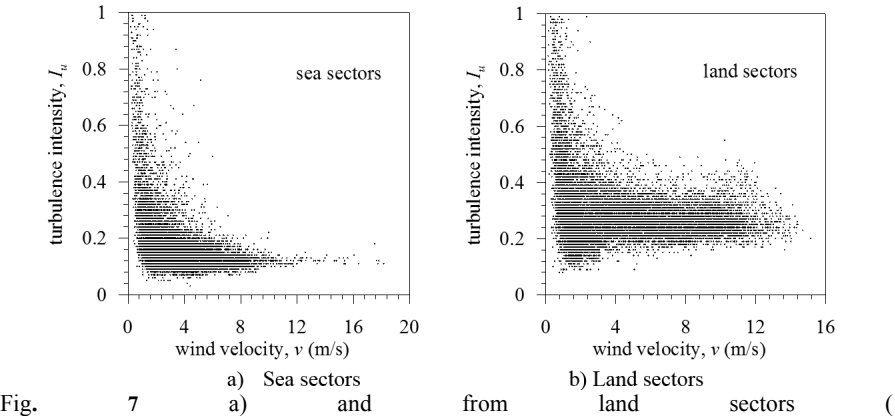 1
0.8
0.6
0.4
0.2
0
turbulence intensity, Iu
sea sectors
0 4 8 12 16 20
wind velocity, v (m/s)
a) Sea sectors
1
0.8
0.6
0.4
0.2
0
turbulence intensity, Iu
land sectors
0 4 8 12 16
wind velocity, v (m/s)
b) Land sectors
Fig. 7 a) and from land sectors (